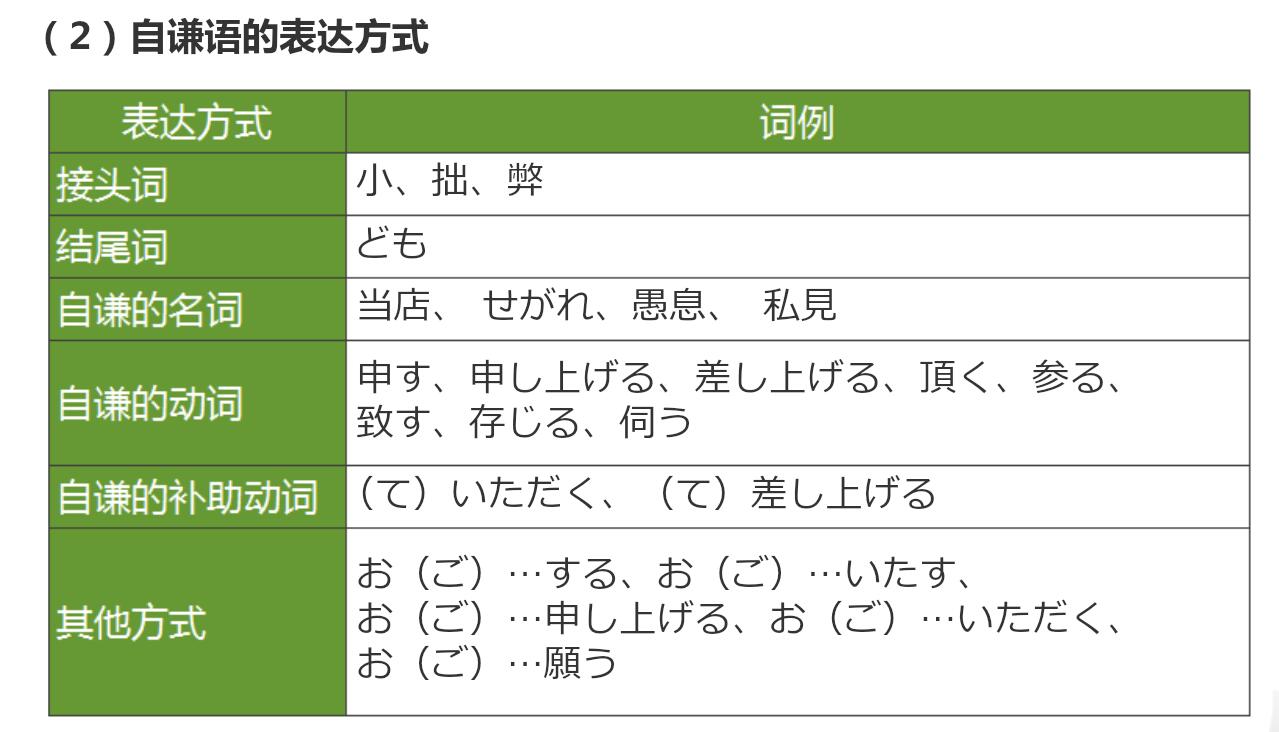 （2）自谦语的表达方式
表达方式
词例
接头词
小、拙、弊
结尾词
ども
自谦的名词
当店、 せがれ、愚息、 私見
自谦的动词
申す、申し上げる、差し上げる、頂く、参る、
致す、存じる、伺う
自谦的补助动词
（て）いただく、（て）差し上げる
其他方式
お（ご）…する、お（ご）…いたす、
お（ご）…申し上げる、お（ご）…いただく、
お（ご）…願う